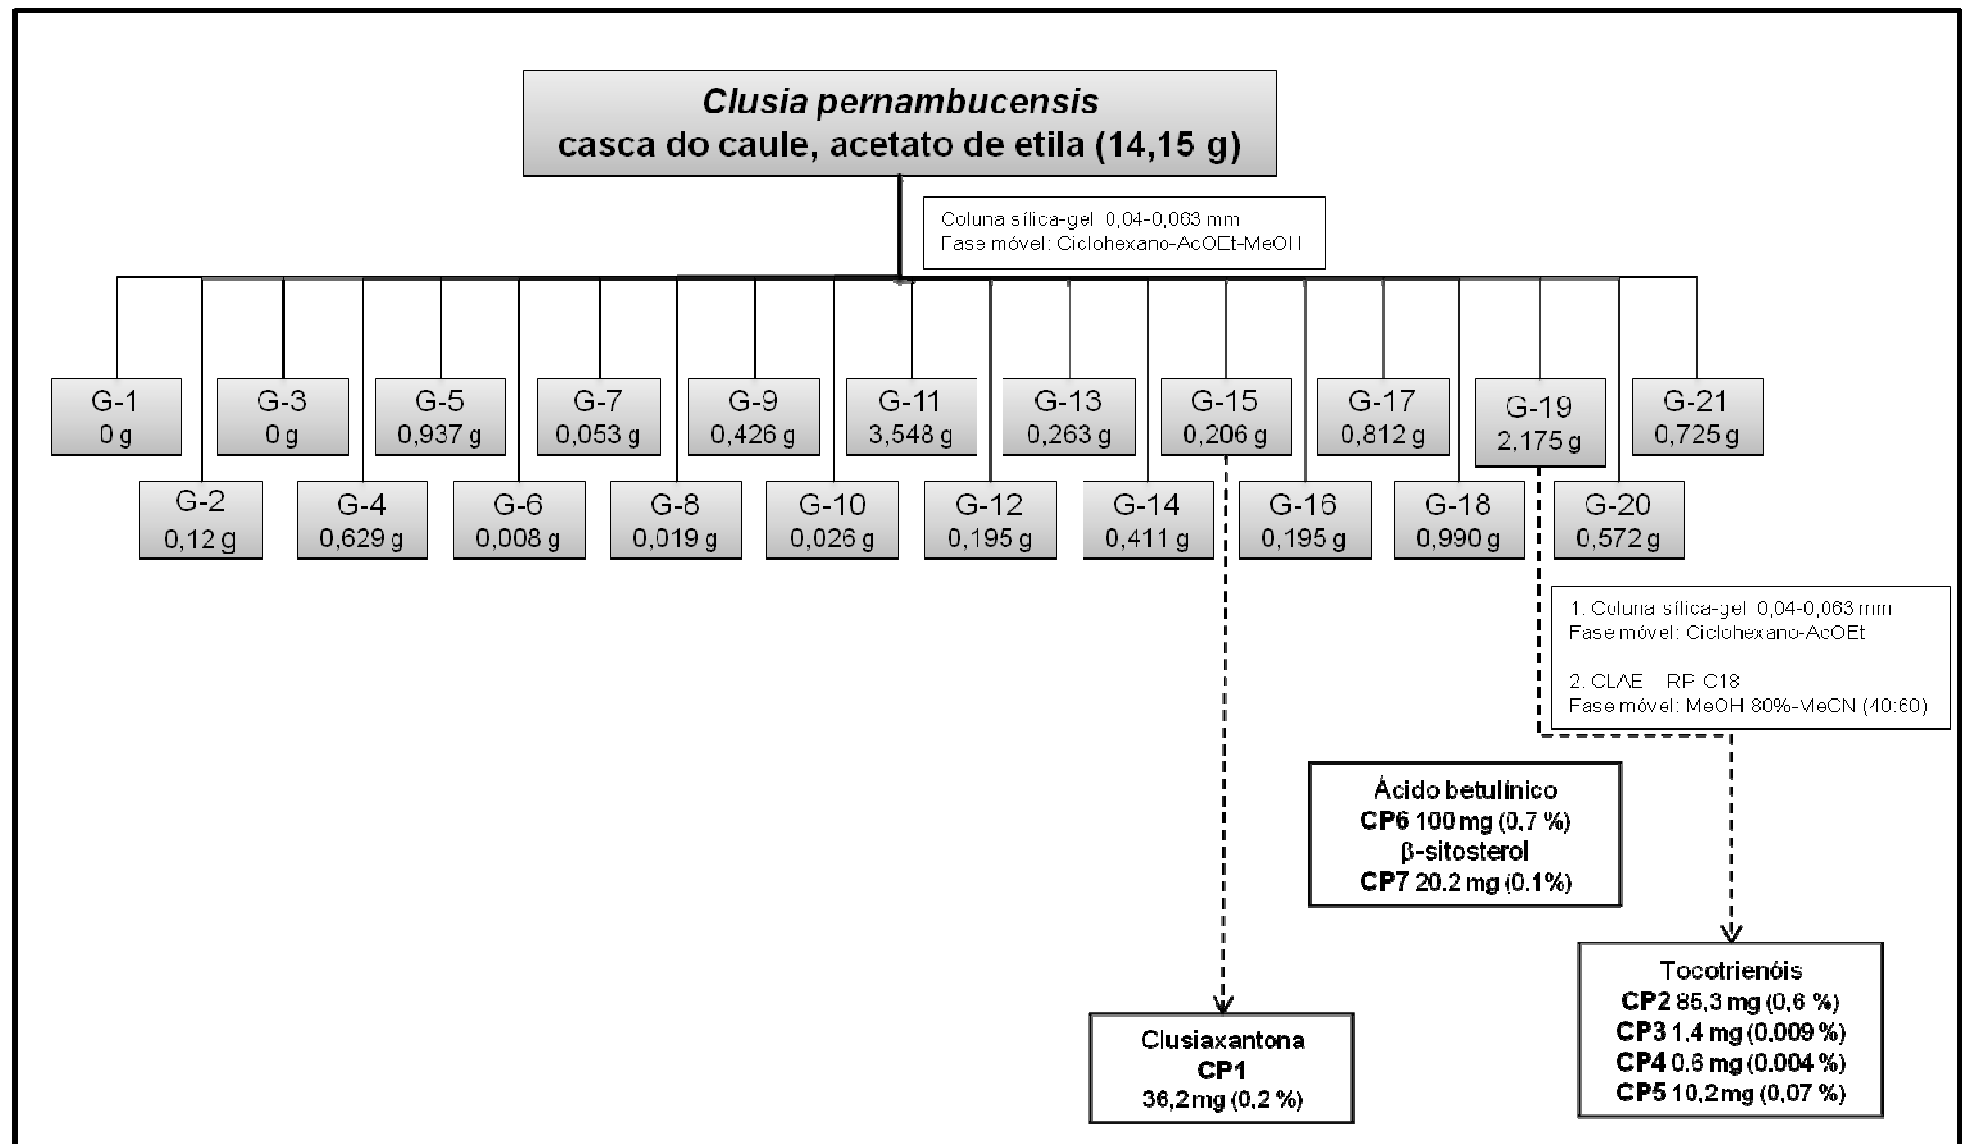 Clusia pernambucensis
casca do caule, acetato de etila (14,15 g)
Coluna sílica-gel 0,04-0,063 mm
Fase móvel: Ciclohexano-AcOEt-MeOH
G-1
0 g
G-3
0 g
G-5
0,937 g
G-7
0,053 g
G-9
0,426 g
G-11
3,548 g
G-13
0,263 g
G-15
0,206 g
G-17
0,812 g
G-19
2,175 g
G-21
0,725 g
G-2
0,12 g
G-4
0,629 g
G-6
0,008 g
G-8
0,019 g
G-10
0,026 g
G-12
0,195 g
G-14
0,411 g
G-16
0,195 g
G-18
0,990 g
G-20
0,572 g
1. Coluna sílica-gel 0,04-0,063 mm
Fase móvel: Ciclohexano-AcOEt
2. CLAE RP C18
Fase móvel: MeOH 80%-MeCN (40:60)
Ácido betulínico
CP6 100 mg (0,7 %)
β-sitosterol
CP7 20,2 mg (0,1%)
Tocotrienóis
CP2 85,3 mg (0,6 %)
CP3 1,4 mg (0,009 %)
CP4 0,6 mg (0,004 %)
CP5 10,2 mg (0,07 %)
Clusiaxantona
CP1
36,2 mg (0,2 %)